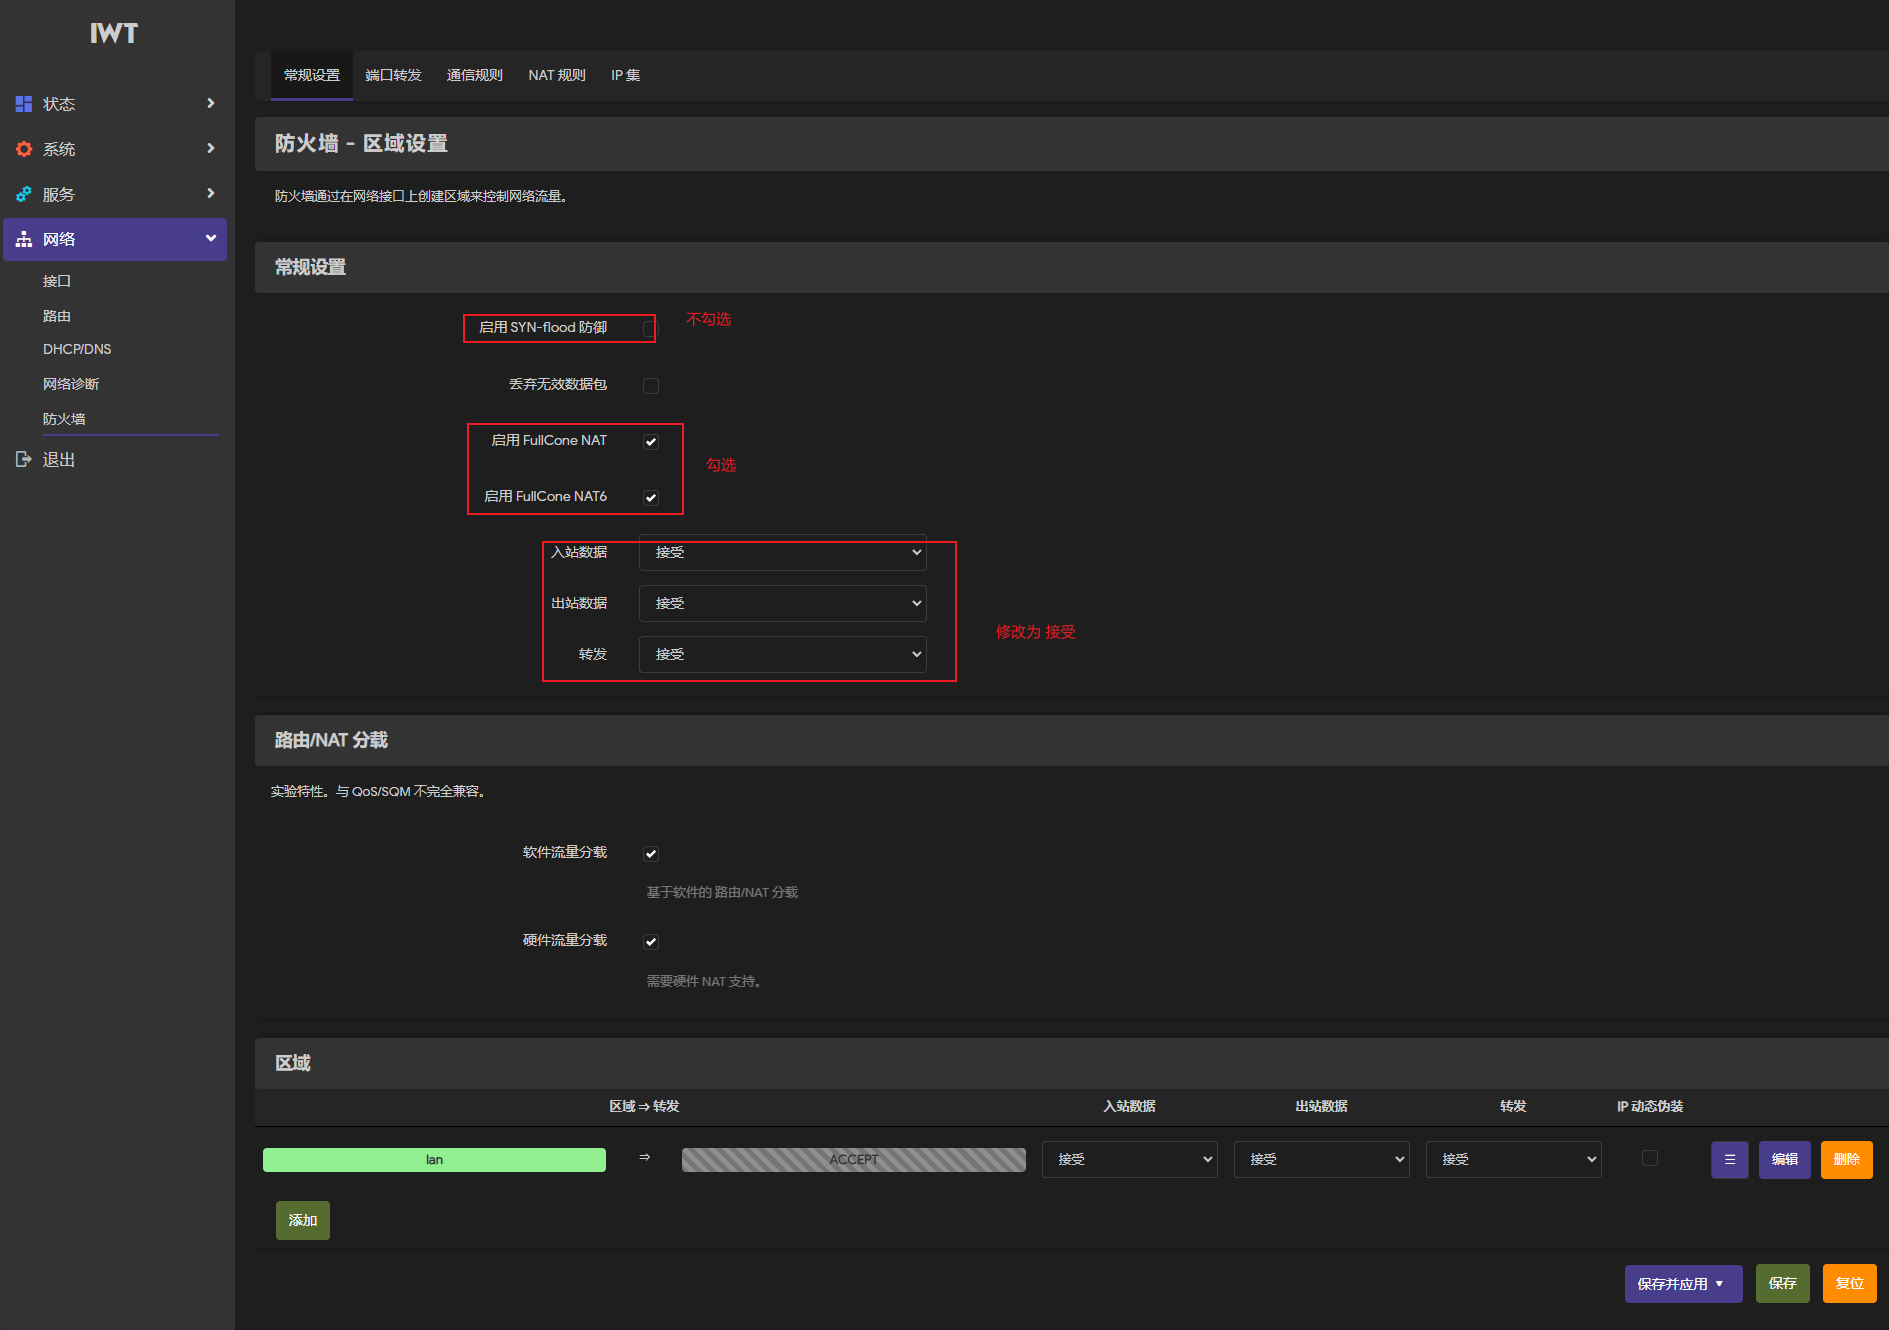 IWT
状态
系统
服务
网络
接口
路由
DHCP/DNS
网络诊断
防火墙
退出
常规设置 端口转发 通信规则 NAT 规则 IP 集
防火墙 - 区域设置
防火墙通过在网络接口上创建区域来控制网络流量。
常规设置
启用 SYN-flood 防御 不勾选
丢弃无效数据包
启用 FullCone NAT
勾选
启用 FullCone NAT6
入站数据 接受
出站数据 接受
修改为 接受
转发 接受
路由/NAT 分载
实验特性。与 QoS/SQM 不完全兼容。
软件流量分载
基于软件的 路由/NAT 分载
硬件流量分载
需要硬件 NAT 支持。
区域
区域 ⇒ 转发 入站数据 出站数据 转发 IP 动态伪装
lan ⇒ ACCEPT 接受 接受 接受 编辑 删除
添加
保存并应用 保存 复位